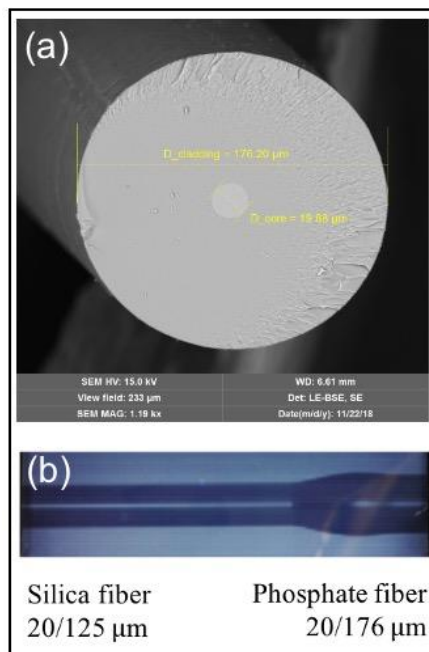 (a)
D_cladding = 176.20 µm
D_core = 19.88 µm
SEM HV: 15.0 kV
WD: 6.61 mm
View field: 233 µm
Det: LE-BSE, SE
SEM MAG: 1.19 kx
Date(m/d/y): 11/22/18
(b)
Silica fiber
20/125 µm
Phosphate fiber
20/176 µm